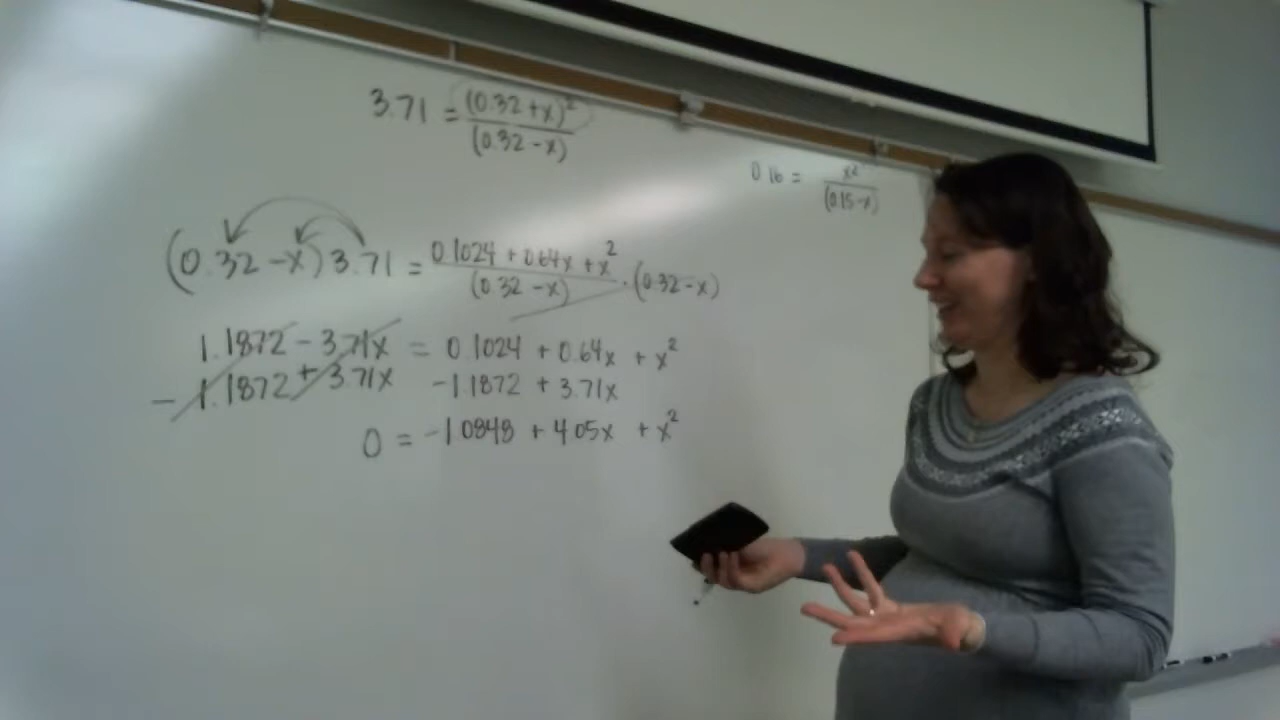 3.71 = (0.32 + x)² / (0.32 - x)
0.16 = x² / (0.15 - x)
(0.32 - x) 3.71 = 0.1024 + 0.64x + x² / (0.32 - x) · (0.32 - x)
1.1872 - 3.71x = 0.1024 + 0.64x + x²
- 1.1872 + 3.71x -1.1872 + 3.71x
0 = -1.0848 + 4.05x + x²